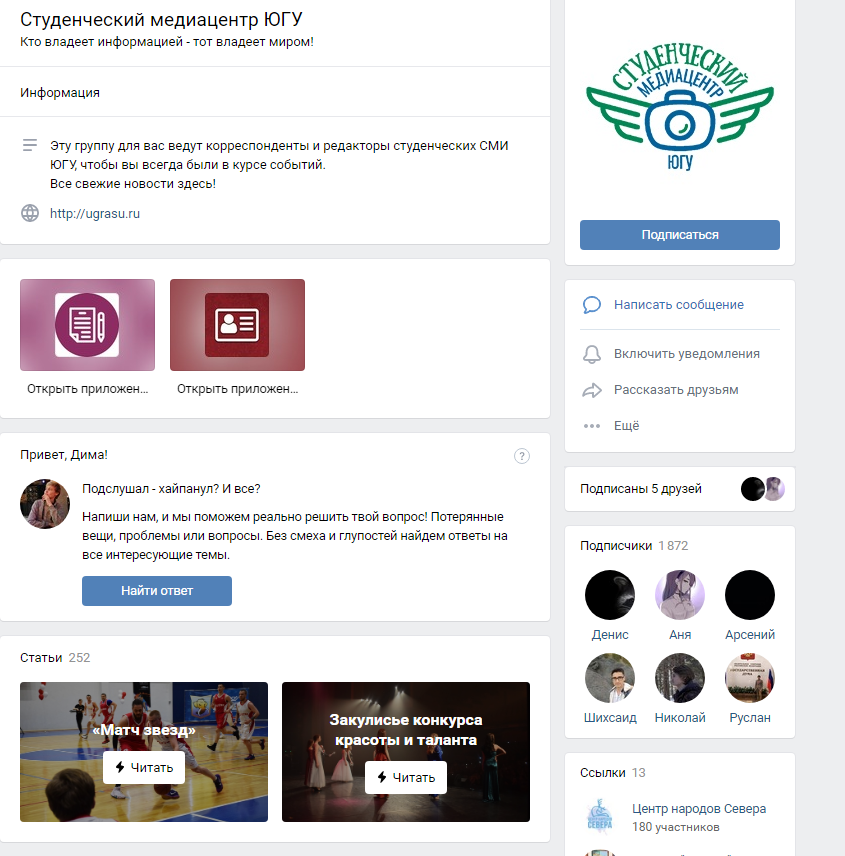 Студенческий медиацентр ЮГУ
Кто владеет информацией - тот владеет миром!
Информация
Эту группу для вас ведут корреспонденты и редакторы студенческих СМИ
ЮГУ, чтобы вы всегда были в курсе событий.
Все свежие новости здесь!
http://ugrasu.ru
Открыть приложен...
Открыть приложен...
Привет, Дима!
?
Подслушал - хайпанул? И все?
Напиши нам, и мы поможем реально решить твой вопрос! Потерянные
вещи, проблемы или вопросы. Без смеха и глупостей найдем ответы на
все интересующие темы.
Найти ответ
Статьи 252
«Матч звезд»
Читать
Закулисье конкурса
красоты и таланта
Читать
СТУДЕНЧЕСКИЙ
МЕДИАЦЕНТР
ЮГУ
Подписаться
Написать сообщение
Включить уведомления
Рассказать друзьям
Ещё
Подписаны 5 друзей
Подписчики 1 872
Денис
Аня
Арсений
Шихсаид
Николай
Руслан
Ссылки 13
Центр народов Севера
180 участников